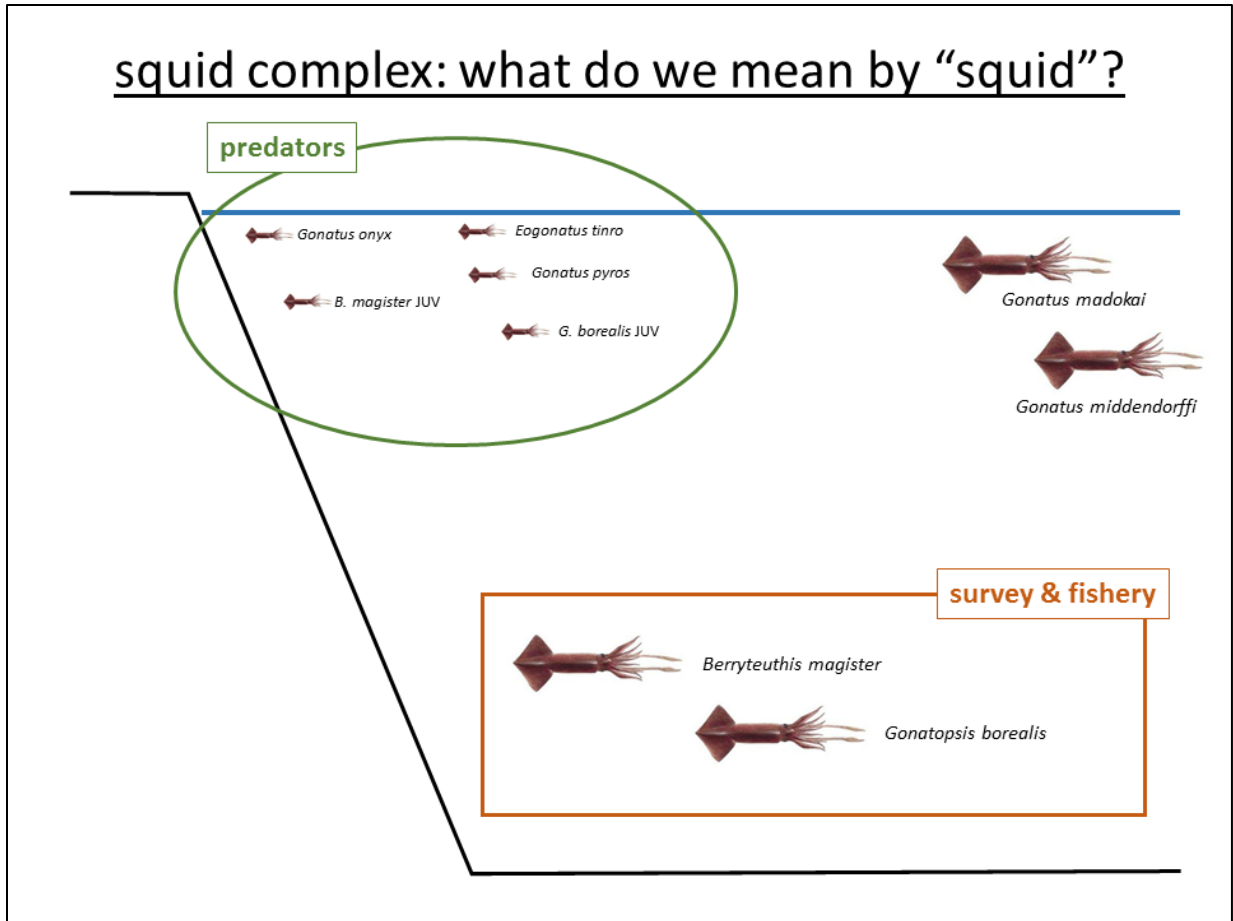 squid complex: what do we mean by “squid”?
predators
Gonatus onyx
Eogonatus tinro
Gonatus pyros
B. magister JUV
G. borealis JUV
Gonatus madokai
Gonatus middendorffi
survey & fishery
Berryteuthis magister
Gonatopsis borealis